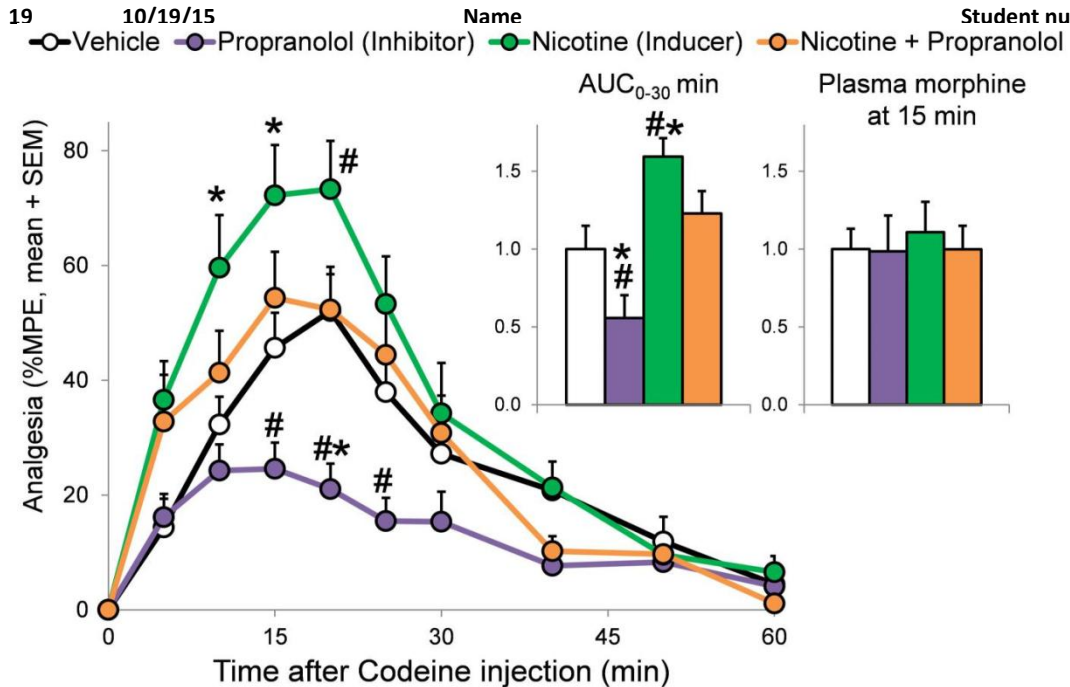 19 10/19/15 Name Student nu
Vehicle Propranolol (Inhibitor) Nicotine (Inducer) Nicotine + Propranolol
AUC0-30 min Plasma morphine
at 15 min
Analgesia (%MPE, mean + SEM)
80
60
40
20
0
* * #
# #* #
1.5
1.0
0.5
0.0
*
#
#*
1.5
1.0
0.5
0.0
0 15 30 45 60
Time after Codeine injection (min)